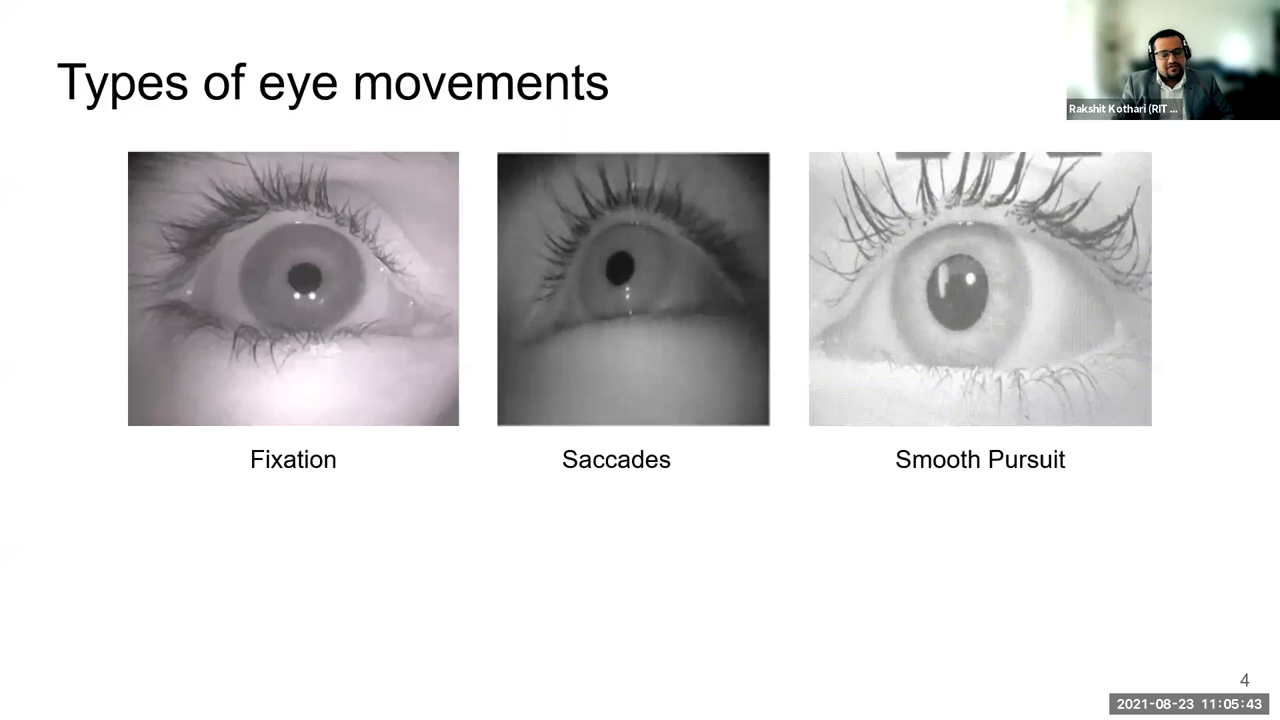 Types of eye movements
Rakshit Kothari (RIT ...
Fixation
Saccades
Smooth Pursuit
4
2021-08-23 11:05:43